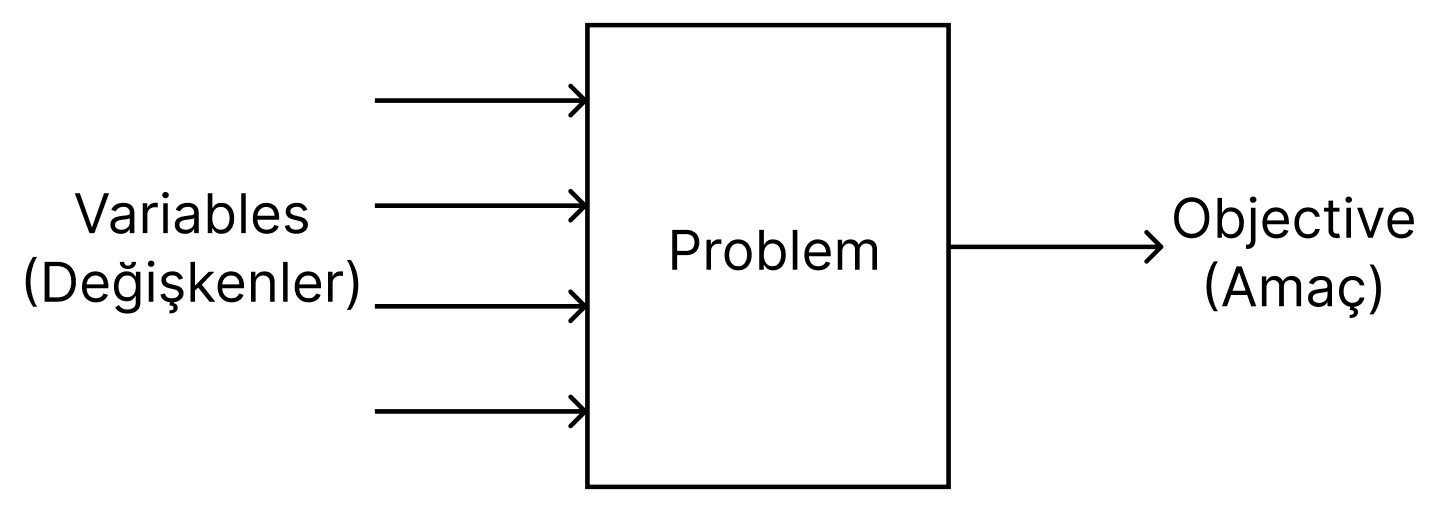 Variables
(Değişkenler)
Problem
Objective
(Amaç)